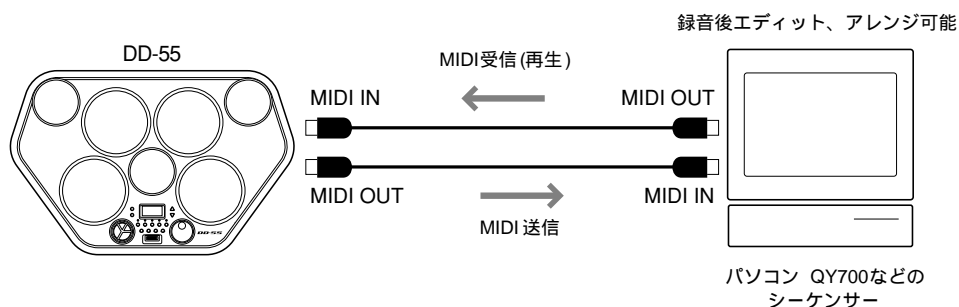 録音後エディット、アレンジ可能
DD-55
MIDI受信(再生)
MIDI IN
MIDI OUT
MIDI OUT
MIDI IN
MIDI 送信
DD-55
パソコン QY700などの
シーケンサー